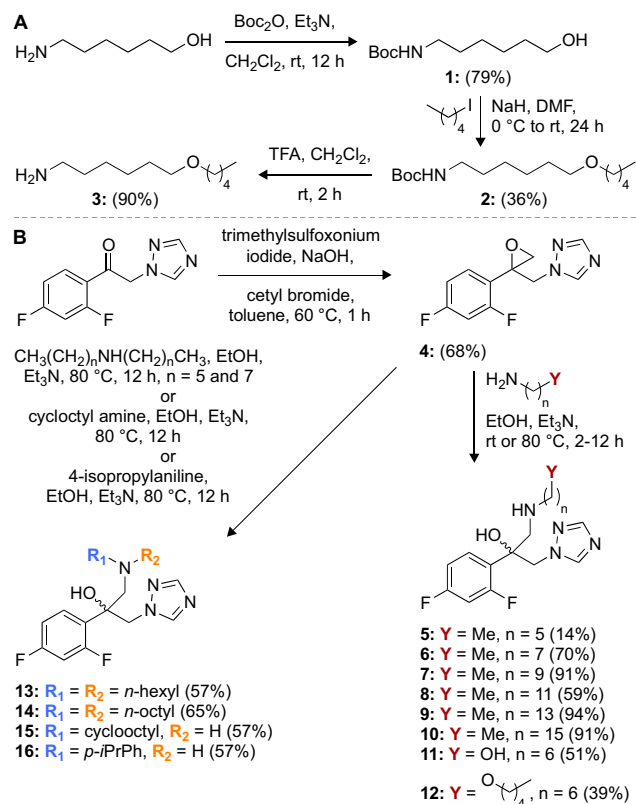 A
Boc2O, Et3N,
H2N
OH
CH2Cl2, rt, 12 h
BocHN
OH
1: (79%)
I
4
NaH, DMF,
0 °C to rt, 24 h
H2N
O
4
3: (90%)
TFA, CH2Cl2,
rt, 2 h
BocHN
O
4
2: (36%)
B
O
N
N
N
F
F
trimethylsulfoxonium
iodide, NaOH,
cetyl bromide,
toluene, 60 °C, 1 h
O
N
N
N
F
F
4: (68%)
CH3(CH2)nNH(CH2)nCH3, EtOH,
Et3N, 80 °C, 12 h, n = 5 and 7
or
cycloctyl amine, EtOH, Et3N,
80 °C, 12 h
or
4-isopropylaniline,
EtOH, Et3N, 80 °C, 12 h
H2N
Y
n
EtOH, Et3N,
rt or 80 °C, 2-12 h
R1
R2
N
HO
N
N
N
F
F
13: R1 = R2 = n-hexyl (57%)
14: R1 = R2 = n-octyl (65%)
15: R1 = cyclooctyl, R2 = H (57%)
16: R1 = p-iPrPh, R2 = H (57%)
Y
n
HN
HO
N
N
N
F
F
5: Y = Me, n = 5 (14%)
6: Y = Me, n = 7 (70%)
7: Y = Me, n = 9 (91%)
8: Y = Me, n = 11 (59%)
9: Y = Me, n = 13 (94%)
10: Y = Me, n = 15 (91%)
11: Y = OH, n = 6 (51%)
12: Y = O 4, n = 6 (39%)